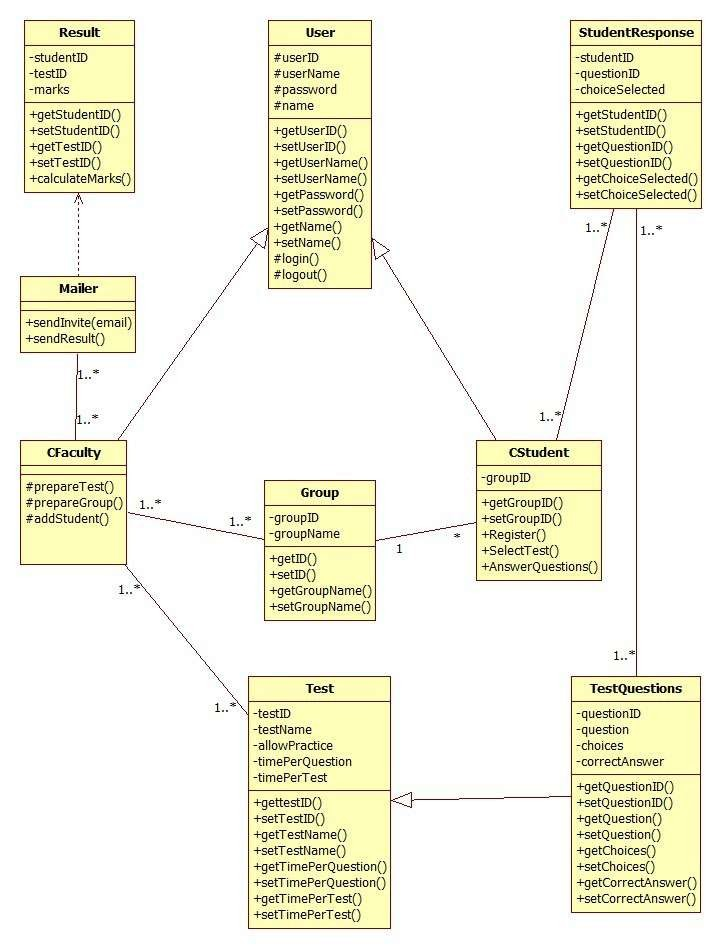 Result
-studentID
-testID
-marks
+getStudentID()
+setStudentID()
+getTestID()
+setTestID()
+calculateMarks()
User
#userID
#userName
#password
#name
+getUserID()
+setUserID()
+getUserName()
+setUserName()
+getPassword()
+setPassword()
+getName()
+setName()
#login()
#logout()
StudentResponse
-studentID
-questionID
-choiceSelected
+getStudentID()
+setStudentID()
+getQuestionID()
+setQuestionID()
+getChoiceSelected()
+setChoiceSelected()
1..*
1..*
Mailer
+sendInvite(email)
+sendResult()
1..*
1..*
1..*
CFaculty
#prepareTest()
#prepareGroup()
#addStudent()
1..*
1..*
1..*
Group
-groupID
-groupName
+getID()
+setID()
+getGroupName()
+setGroupName()
1
*
CStudent
-groupID
+getGroupID()
+setGroupID()
+Register()
+SelectTest()
+AnswerQuestions()
1..*
1..*
Test
-testID
-testName
-allowPractice
-timePerQuestion
-timePerTest
+gettestID()
+setTestID()
+getTestName()
+setTestName()
+getTimePerQuestion()
+setTimePerQuestion()
+getTimePerTest()
+setTimePerTest()
TestQuestions
-questionID
-question
-choices
-correctAnswer
+getQuestionID()
+setQuestionID()
+getQuestion()
+setQuestion()
+getChoices()
+setChoices()
+getCorrectAnswer()
+setCorrectAnswer()